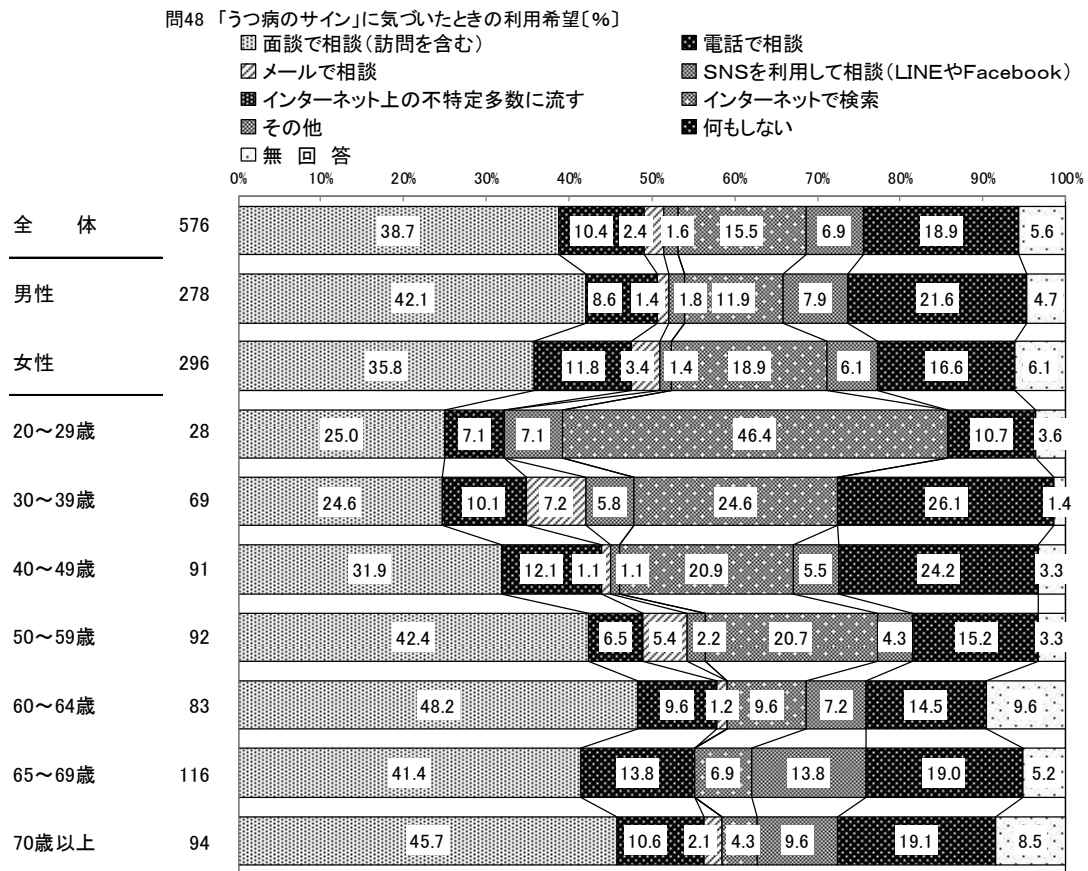 問48 「うつ病のサイン」に気づいたときの利用希望〔%〕
面談で相談(訪問を含む) 電話で相談
メールで相談 SNSを利用して相談(LINEやFacebook)
インターネット上の不特定多数に流す インターネットで検索
その他 何もしない
無 回 答
0% 10% 20% 30% 40% 50% 60% 70% 80% 90% 100%
全 体 576 38.7 10.4 2.4 1.6 15.5 6.9 18.9 5.6
男性 278 42.1 8.6 1.4 1.8 11.9 7.9 21.6 4.7
女性 296 35.8 11.8 3.4 1.4 18.9 6.1 16.6 6.1
20～29歳 28 25.0 7.1 7.1 46.4 10.7 3.6
30～39歳 69 24.6 10.1 7.2 5.8 24.6 26.1 1.4
40～49歳 91 31.9 12.1 1.1 1.1 20.9 5.5 24.2 3.3
50～59歳 92 42.4 6.5 5.4 2.2 20.7 4.3 15.2 3.3
60～64歳 83 48.2 9.6 1.2 9.6 7.2 14.5 9.6
65～69歳 116 41.4 13.8 6.9 13.8 19.0 5.2
70歳以上 94 45.7 10.6 2.1 4.3 9.6 19.1 8.5